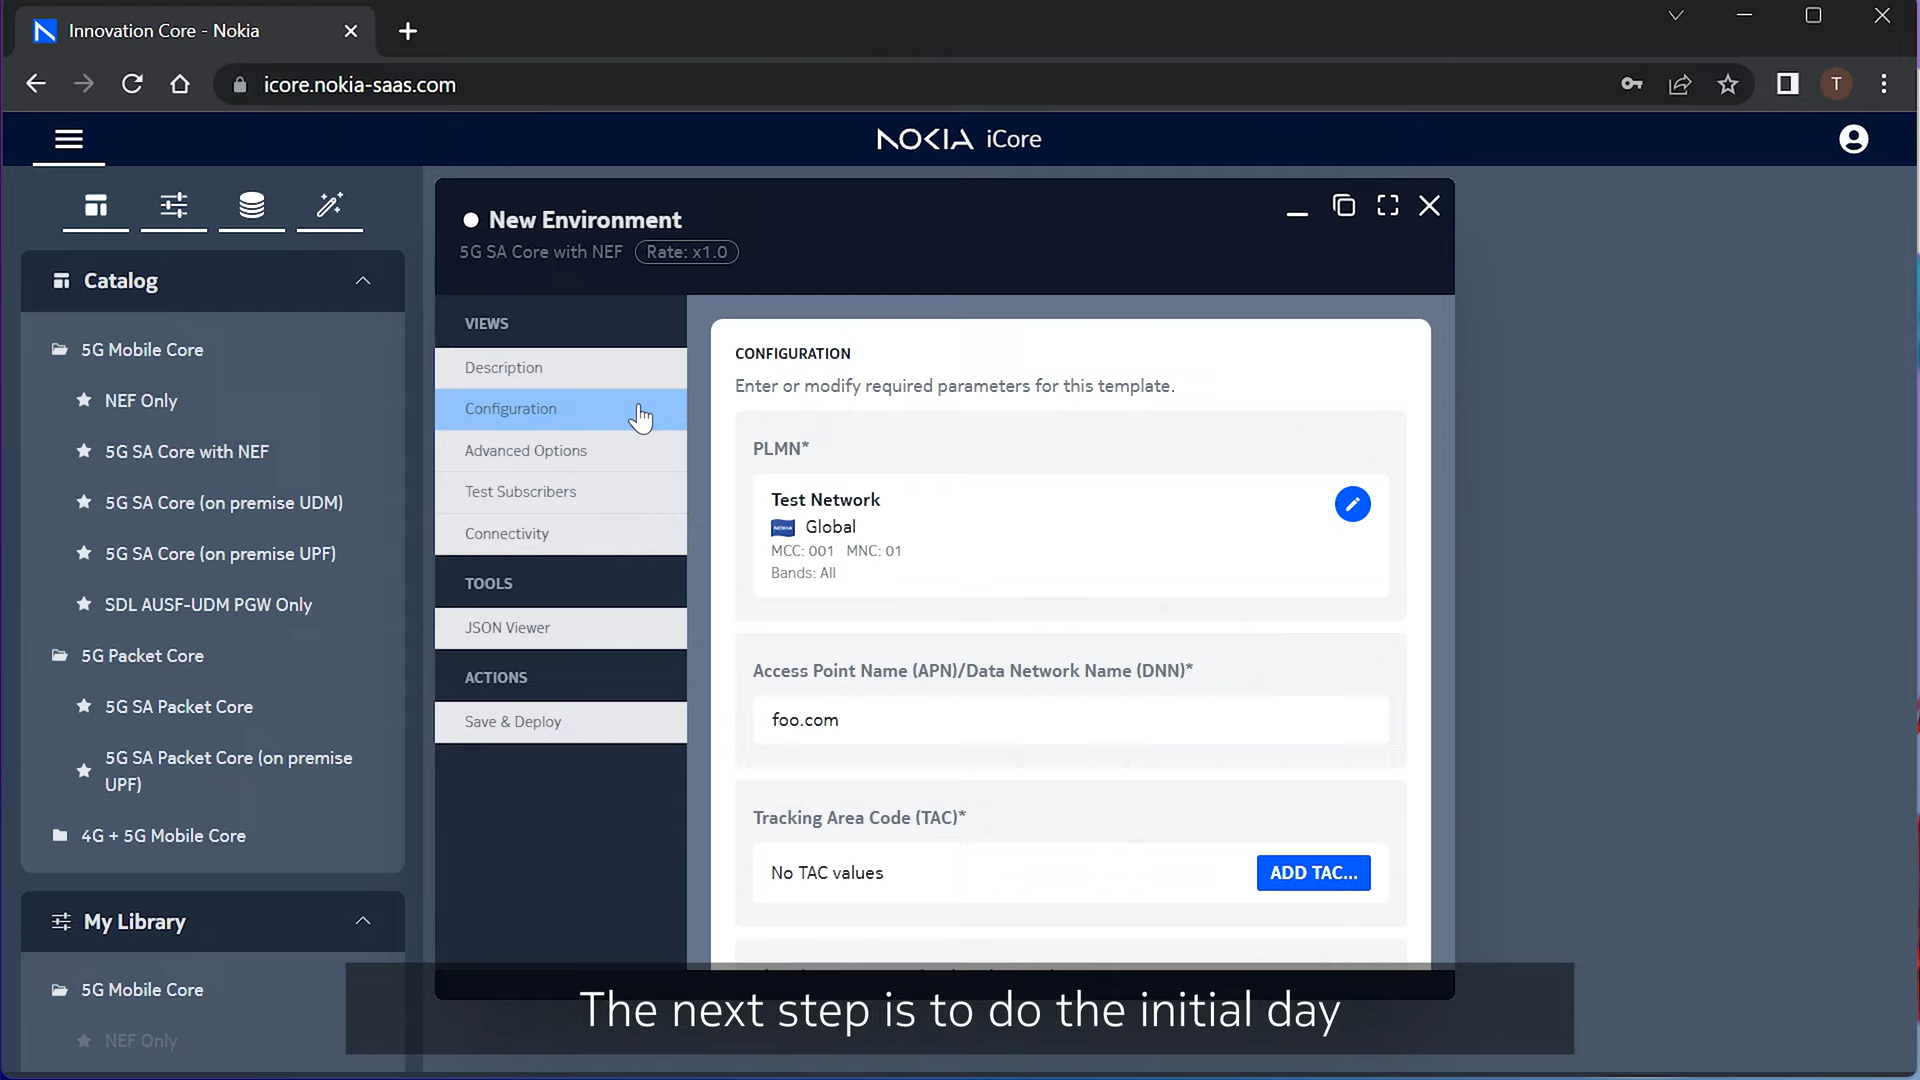 Innovation Core - Nokia
icore.nokia-saas.com
T
NOKIA iCore
New Environment
5G SA Core with NEF
Rate: x1.0
Catalog
5G Mobile Core
NEF Only
5G SA Core with NEF
5G SA Core (on premise UDM)
5G SA Core (on premise UPF)
SDL AUSF-UDM PGW Only
5G Packet Core
5G SA Packet Core
5G SA Packet Core (on premise
UPF)
4G + 5G Mobile Core
My Library
5G Mobile Core
NEF Only
VIEWS
Description
Configuration
Advanced Options
Test Subscribers
Connectivity
TOOLS
JSON Viewer
ACTIONS
Save & Deploy
CONFIGURATION
Enter or modify required parameters for this template.
PLMN*
Test Network
NOKIA Global
MCC: 001 MNC: 01
Bands: All
Access Point Name (APN)/Data Network Name (DNN)*
foo.com
Tracking Area Code (TAC)*
No TAC values
ADD TAC...
The next step is to do the initial day